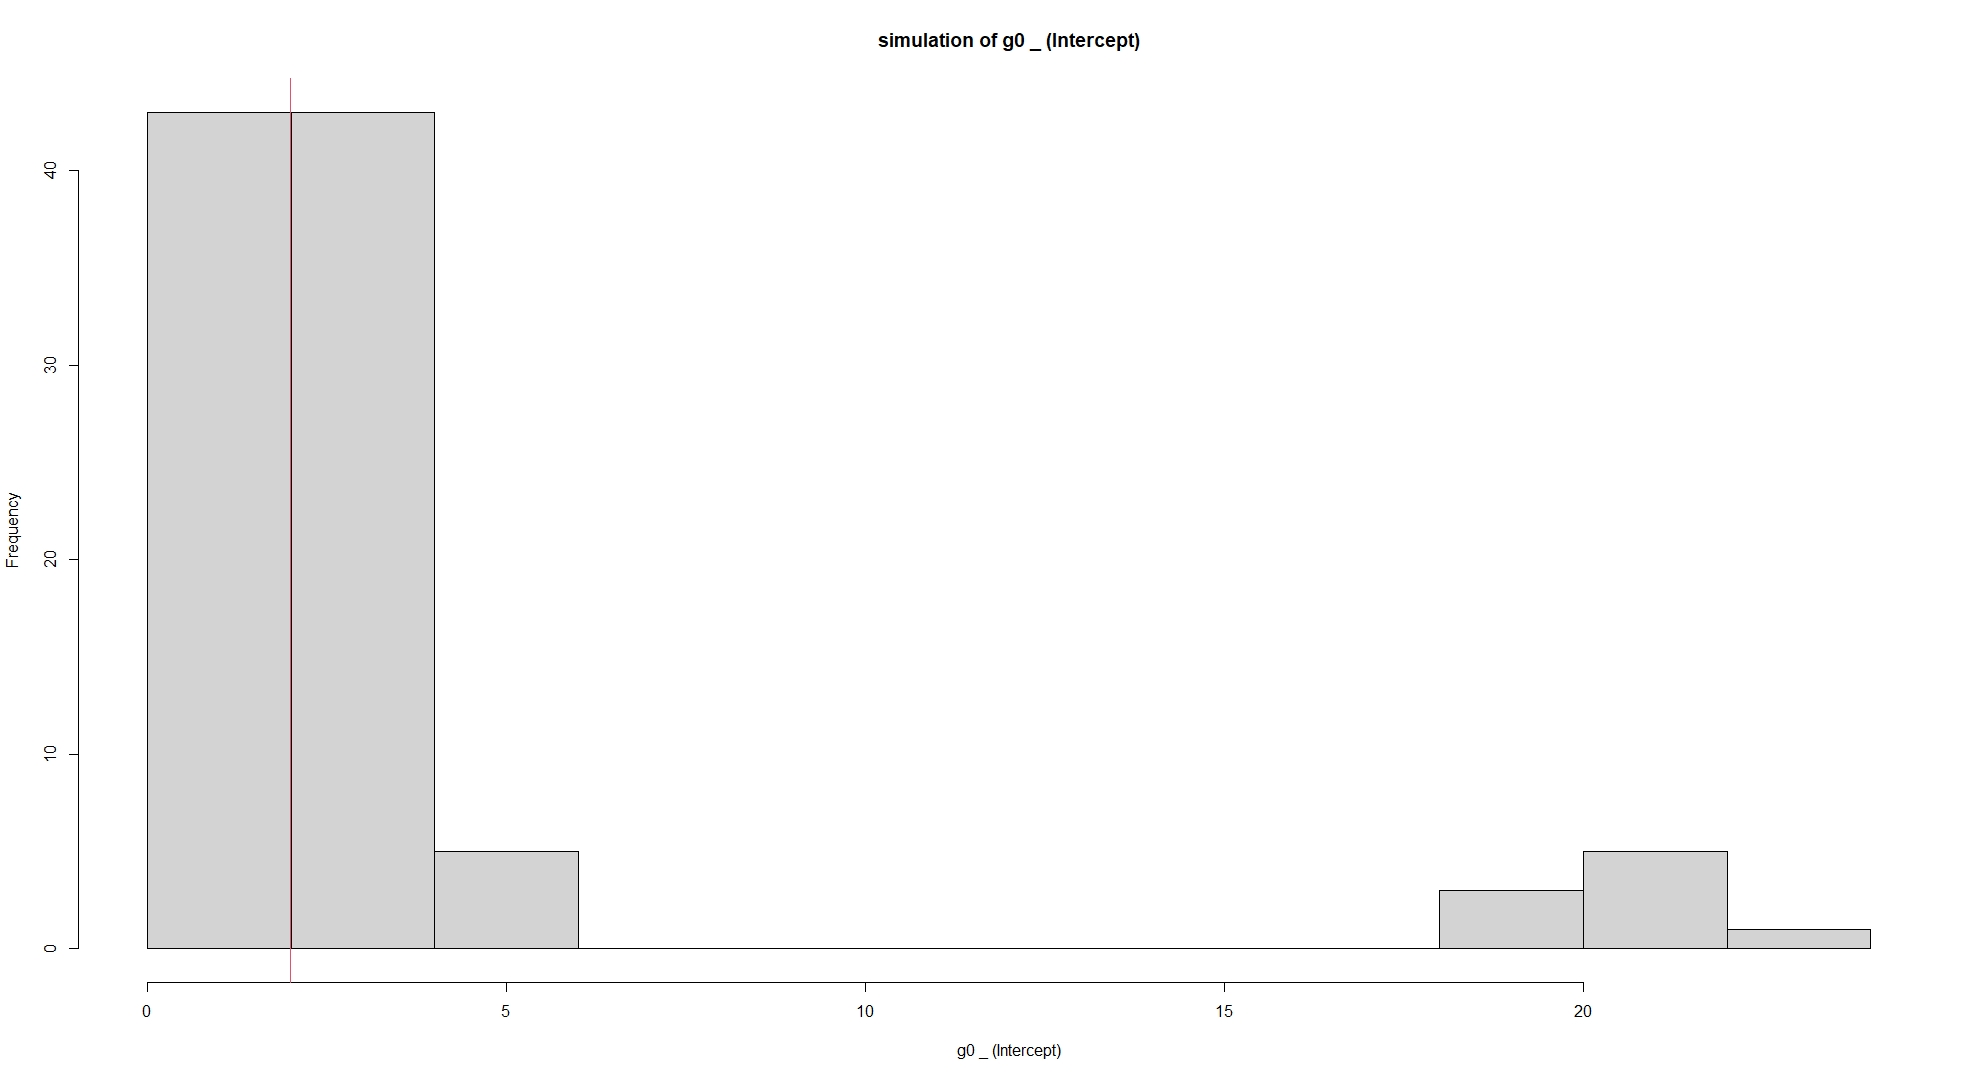 simulation of g0 _ (Intercept)
40
30
20
10
0
Frequency
0 5 10 15 20
g0 _ (Intercept)